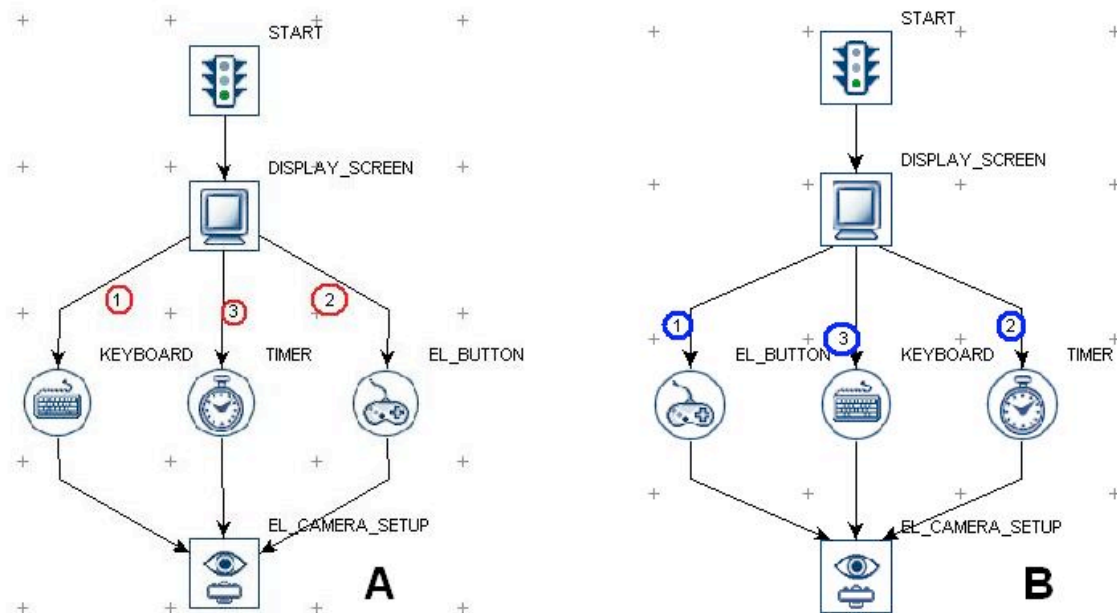 START
DISPLAY_SCREEN
1
3
2
KEYBOARD
TIMER
EL_BUTTON
EL_CAMERA_SETUP
A
START
DISPLAY_SCREEN
1
3
2
EL_BUTTON
KEYBOARD
TIMER
EL_CAMERA_SETUP
B